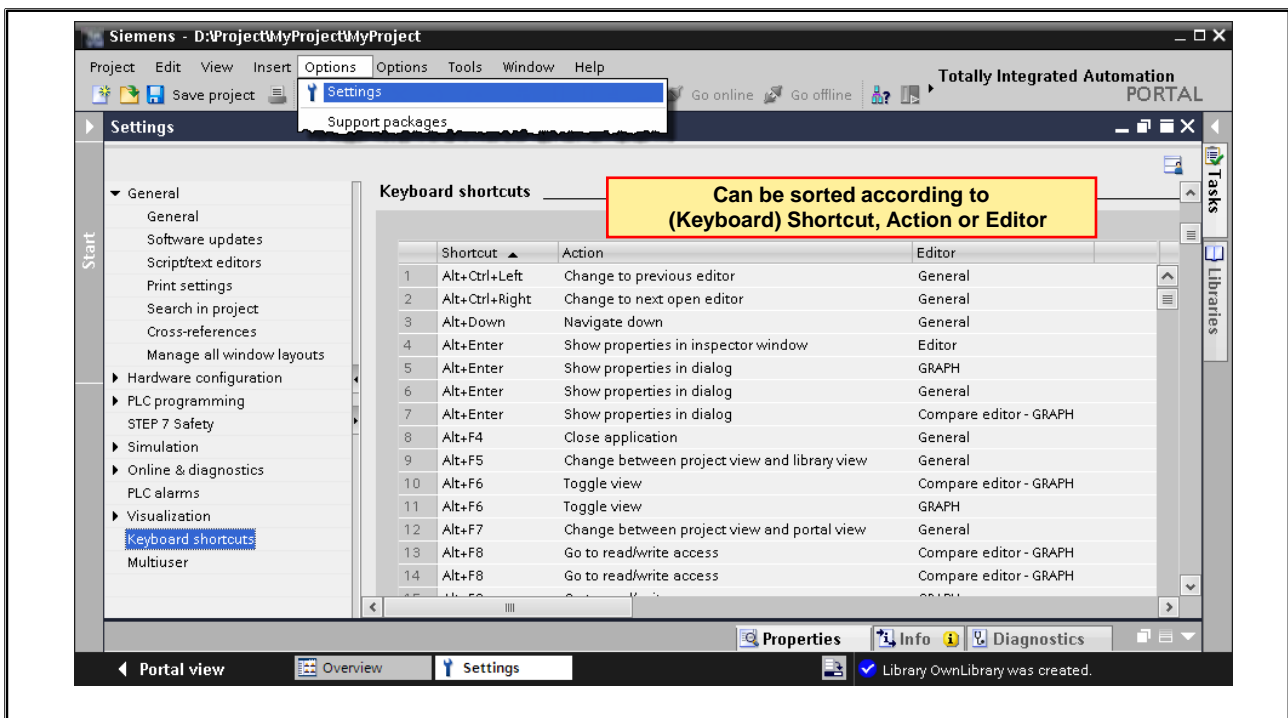 Siemens - D:\Project\MyProject\MyProject
Project Edit View Insert Options Options Tools Window Help
Totally Integrated Automation
PORTAL
Save project
Go online Go offline
Settings
Support packages
Settings
Start
Tasks
Libraries
General
General
Software updates
Script/text editors
Print settings
Search in project
Cross-references
Manage all window layouts
Hardware configuration
PLC programming
STEP 7 Safety
Simulation
Online & diagnostics
PLC alarms
Visualization
Keyboard shortcuts
Multiuser
Keyboard shortcuts
Can be sorted according to
(Keyboard) Shortcut, Action or Editor
Shortcut Action Editor
1 Alt+Ctrl+Left Change to previous editor General
2 Alt+Ctrl+Right Change to next open editor General
3 Alt+Down Navigate down General
4 Alt+Enter Show properties in inspector window Editor
5 Alt+Enter Show properties in dialog GRAPH
6 Alt+Enter Show properties in dialog General
7 Alt+Enter Show properties in dialog Compare editor - GRAPH
8 Alt+F4 Close application General
9 Alt+F5 Change between project view and library view General
10 Alt+F6 Toggle view Compare editor - GRAPH
11 Alt+F6 Toggle view GRAPH
12 Alt+F7 Change between project view and portal view General
13 Alt+F8 Go to read/write access Compare editor - GRAPH
14 Alt+F8 Go to read/write access Compare editor - GRAPH
Properties Info Diagnostics
Portal view Overview Settings Library OwnLibrary was created.